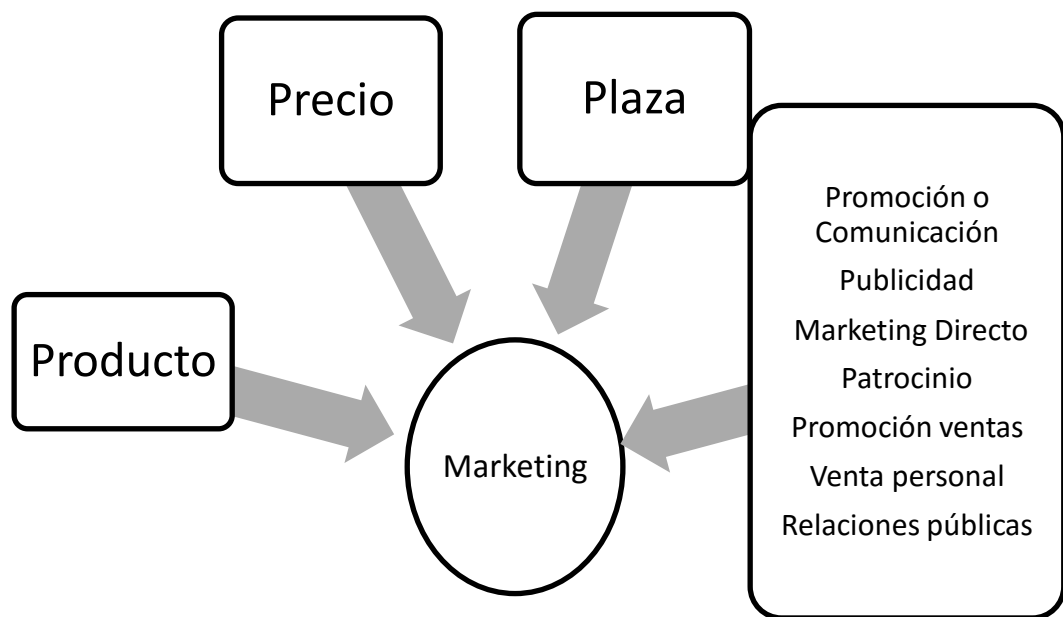 Precio
Plaza
Producto
Marketing
Promoción o
Comunicación
Publicidad
Marketing Directo
Patrocinio
Promoción ventas
Venta personal
Relaciones públicas